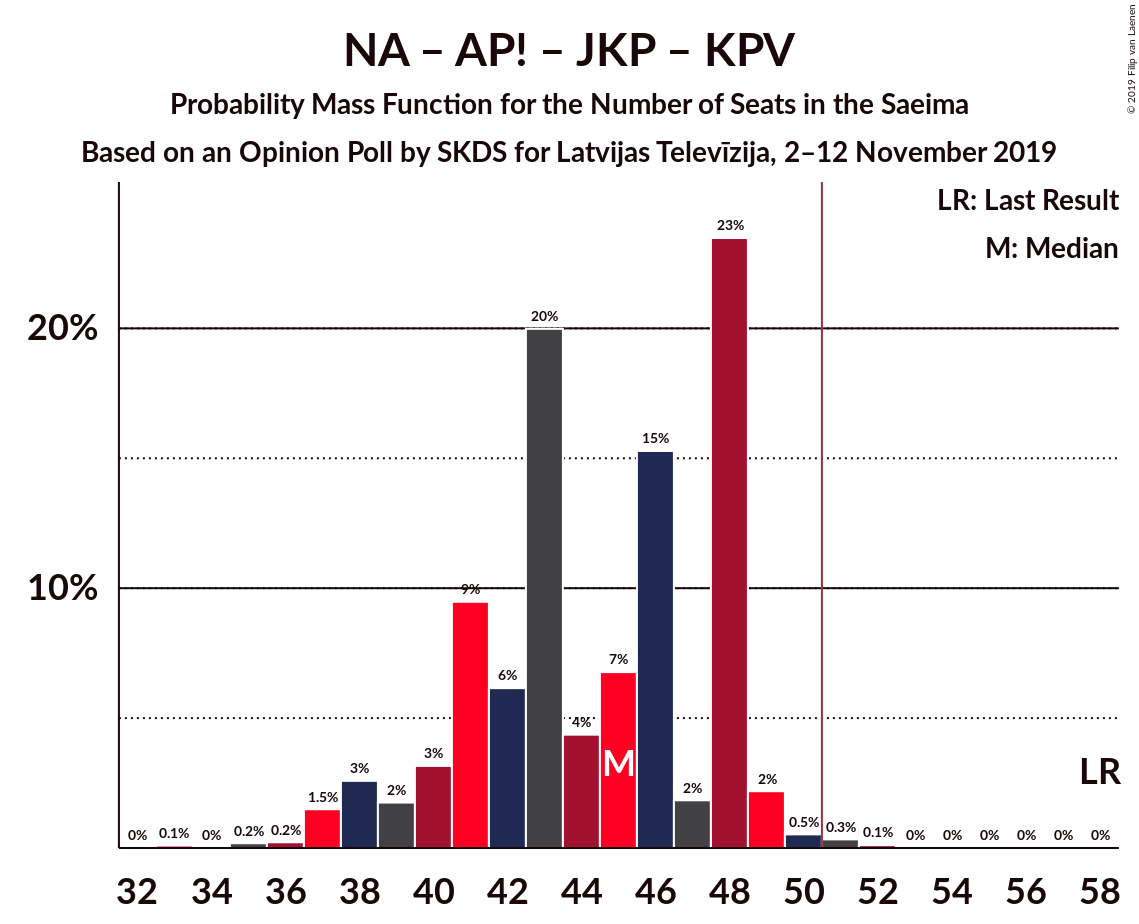 NA – AP! – JKP – KPV
Probability Mass Function for the Number of Seats in the Saeima
Based on an Opinion Poll by SKDS for Latvijas Televīzija, 2–12 November 2019
© 2019 Filip van Laenen
LR: Last Result
M: Median
20%
10%
0% 0.1% 0% 0.2% 0.2% 1.5% 3% 2% 3% 9% 6% 20% 4% 7% 15% 2% 23% 2% 0.5% 0.3% 0.1% 0% 0% 0% 0% 0% 0%
M
LR
32 34 36 38 40 42 44 46 48 50 52 54 56 58